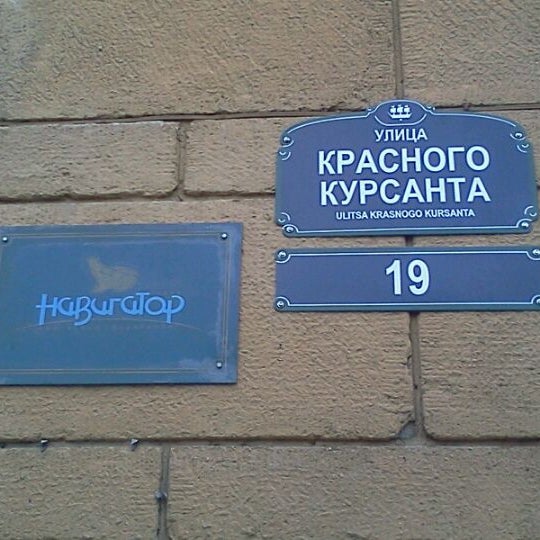 УЛИЦА
КРАСНОГО
КУРСАНТА
ULITSA KRASNOGO KURSANTA
19
Навигатор